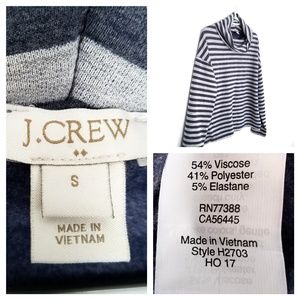 J.CREW
S
MADE IN
VIETNAM
54% Viscose
41% Polyester
5% Elastane
RN77388
CA56445
Made in Vietnam
Style H2703
HO 17